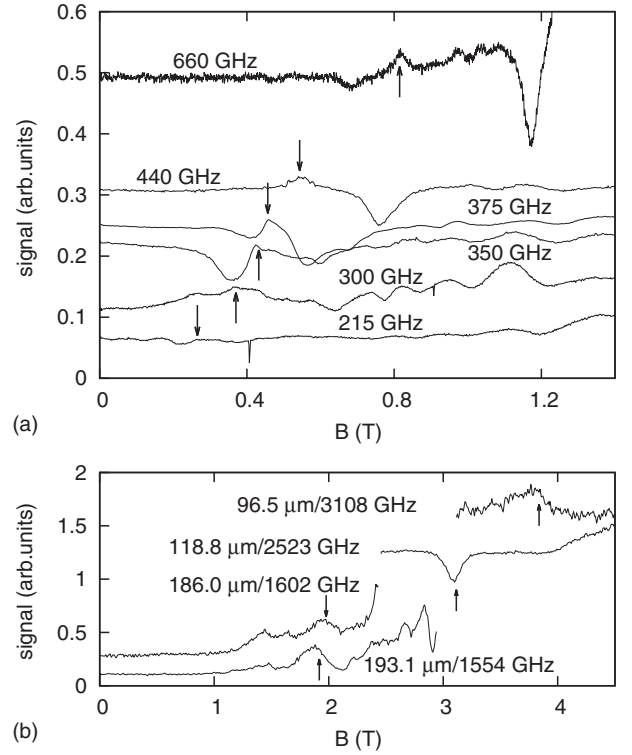 0.6
660 GHz
0.5
0.4
440 GHz
0.3
375 GHz
0.2
350 GHz
300 GHz
0.1
215 GHz
0
0 0.4 0.8 1.2
signal (arb.units)
(a)
B (T)
2
96.5 μm/3108 GHz
1.5
118.8 μm/2523 GHz
1
186.0 μm/1602 GHz
0.5
193.1 μm/1554 GHz
0
0 1 2 3 4
signal (arb.units)
(b)
B (T)